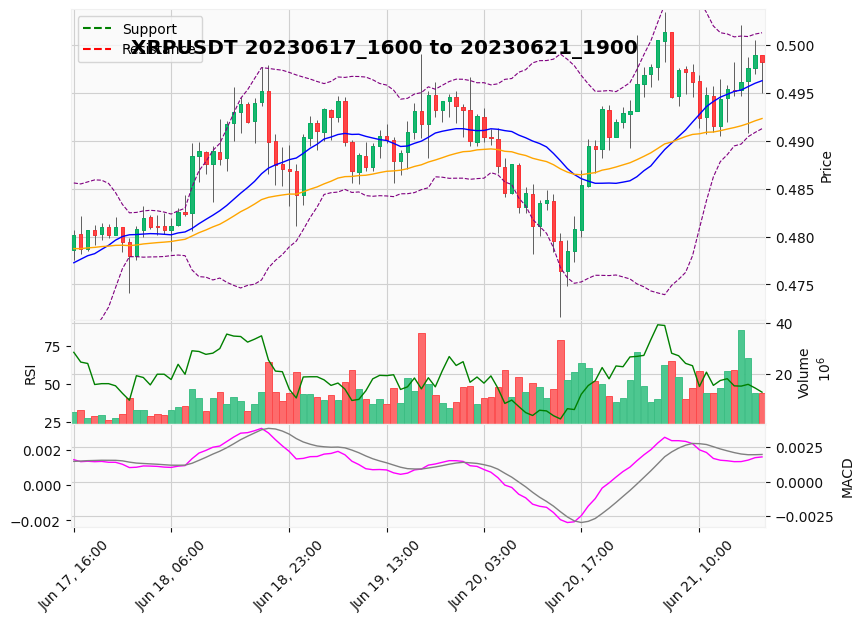 XRPUSDT 20230617_1600 to 20230621_1900
Support
Resistance
0.500
0.495
0.490
0.485
0.480
0.475
Price
75
50
25
RSI
40
20
Volume
10^6
0.002
0.000
−0.002
0.0025
0.0000
−0.0025
MACD
Jun 17, 16:00
Jun 18, 06:00
Jun 18, 23:00
Jun 19, 13:00
Jun 20, 03:00
Jun 20, 17:00
Jun 21, 10:00